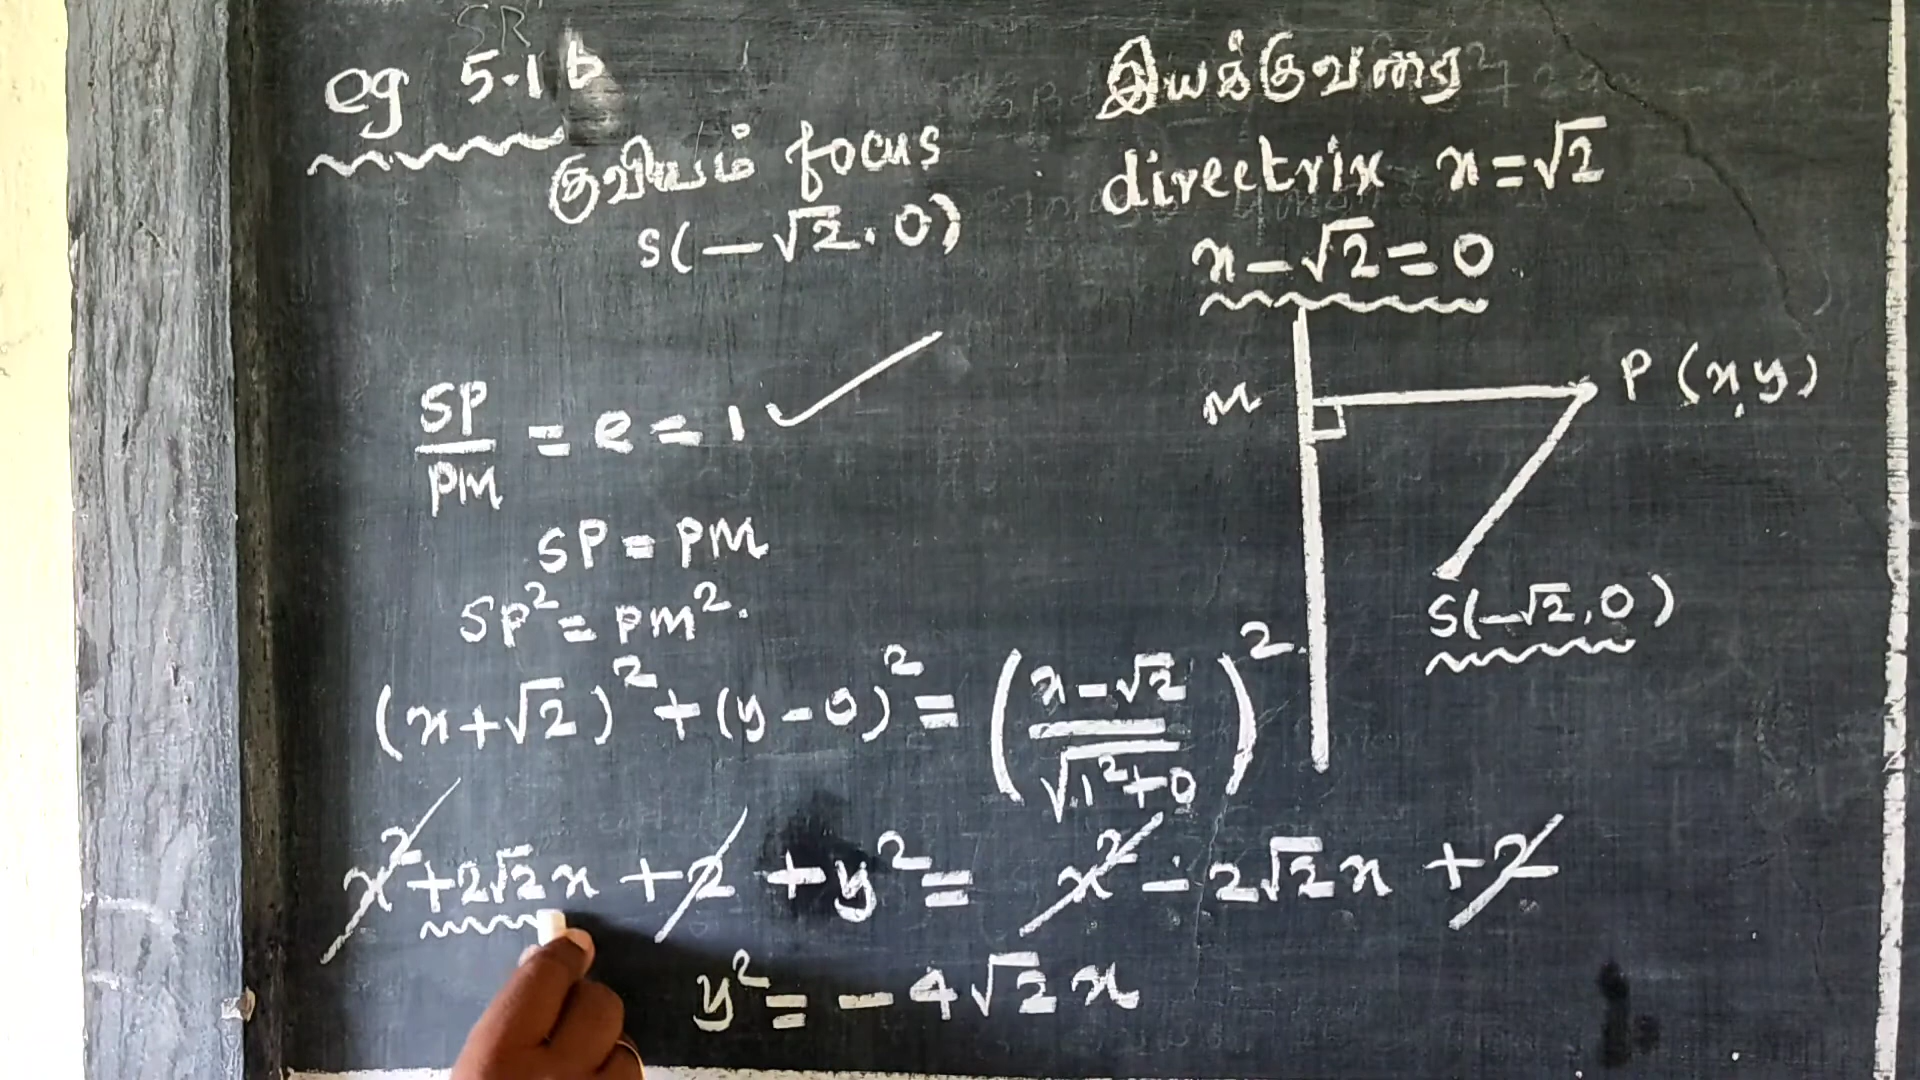 eg 5.16
குவியம் focus
S(-√2, 0)
இயக்குவரை
directrix x=√2
x-√2=0
SP/PM = e = 1 ✓
SP = PM
SP² = PM².
(x+√2)² + (y-0)² = ((x-√2)/√(1²+0))²
x² + 2√2x + 2 + y² = x² - 2√2x + 2
y² = -4√2x
M
P (x,y)
S(-√2, 0)